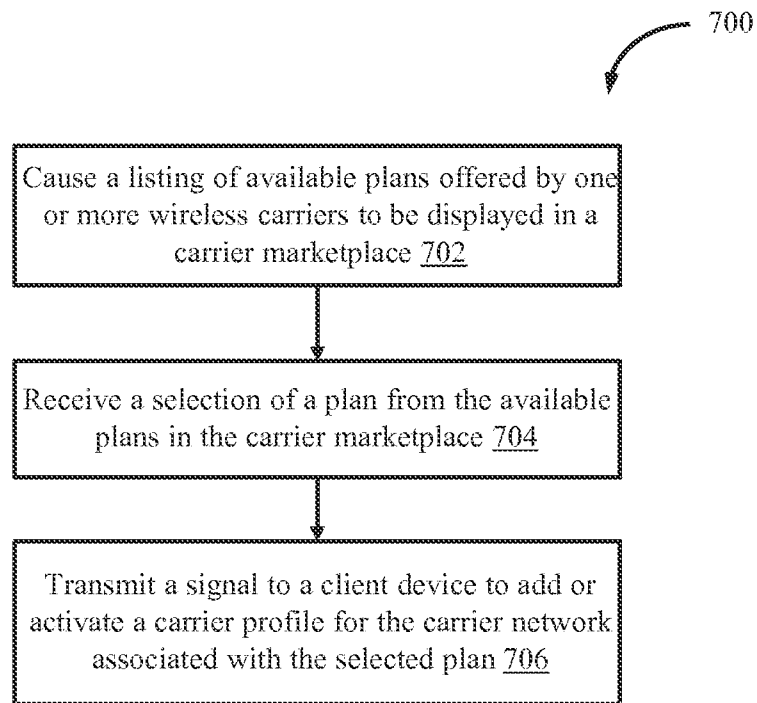 700
Cause a listing of available plans offered by one
or more wireless carriers to be displayed in a
carrier marketplace 702
Receive a selection of a plan from the available
plans in the carrier marketplace 704
Transmit a signal to a client device to add or
activate a carrier profile for the carrier network
associated with the selected plan 706